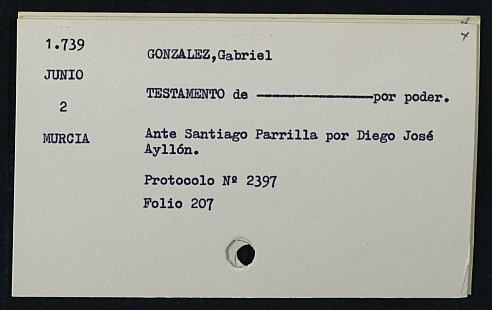 1.739
JUNIO
2
MURCIA
GONZALEZ,Gabriel
TESTAMENTO de ————————por poder.
Ante Santiago Parrilla por Diego José
Ayllón.
Protocolo Nº 2397
Folio 207